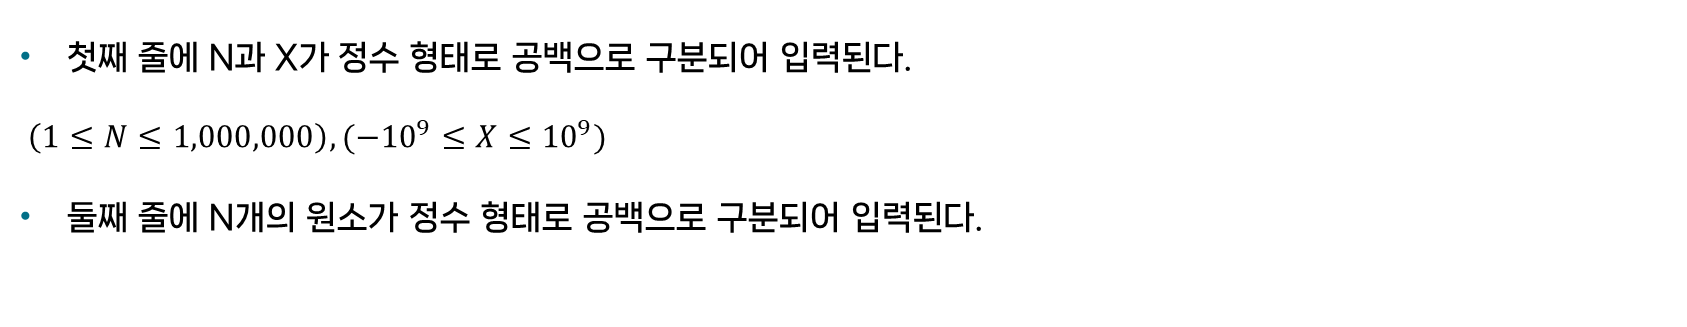 • 첫째 줄에 N과 X가 정수 형태로 공백으로 구분되어 입력된다.
(1 ≤ N ≤ 1,000,000), (−10⁹ ≤ X ≤ 10⁹)
• 둘째 줄에 N개의 원소가 정수 형태로 공백으로 구분되어 입력된다.